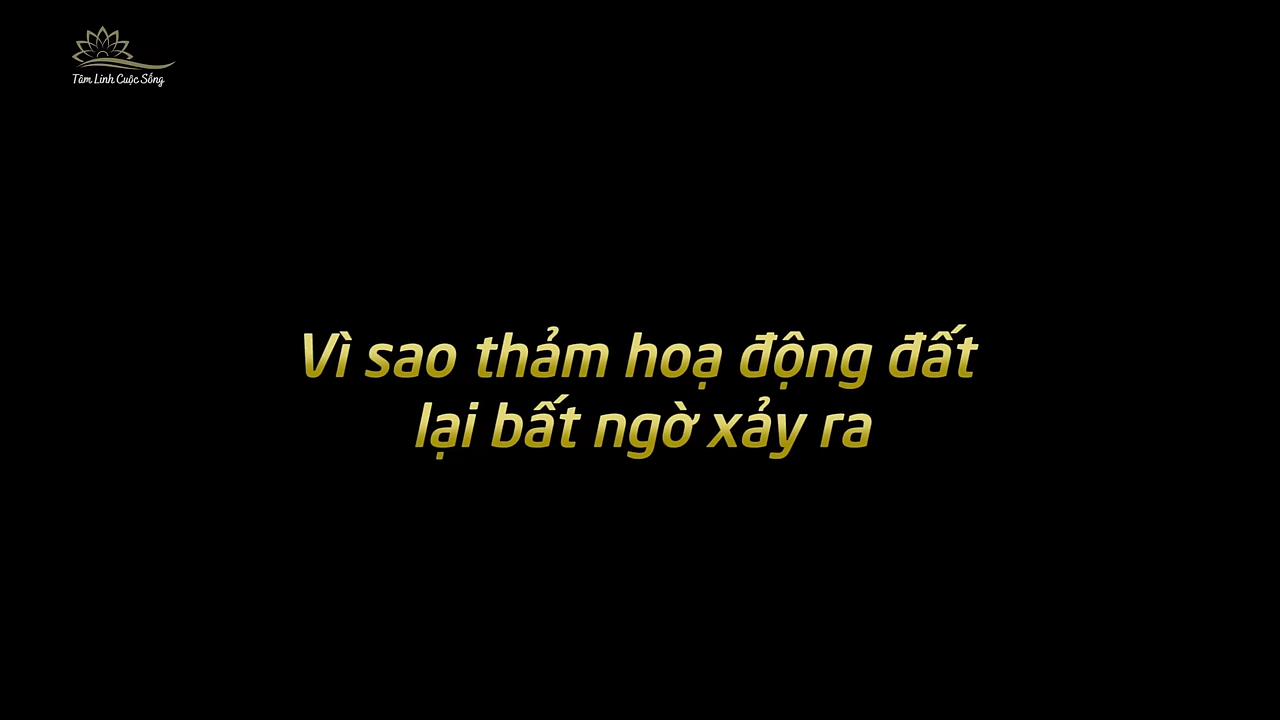 Tâm Linh Cuộc Sống
Vì sao thảm hoạ động đất
lại bất ngờ xảy ra